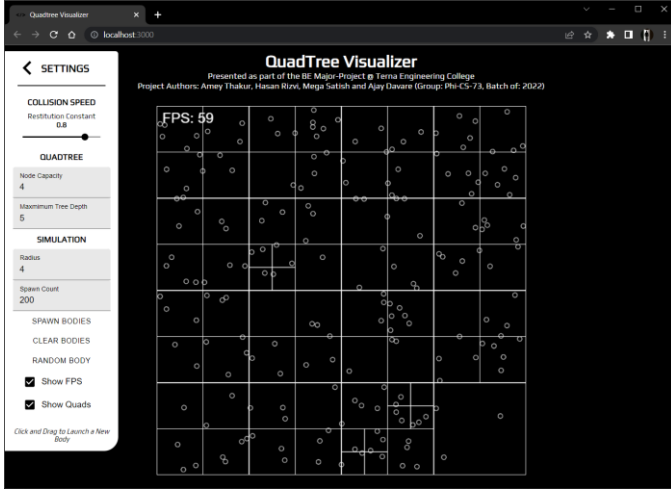 Quadtree Visualizer
localhost:3000
SETTINGS
COLLISION SPEED
Restitution Constant
0.8
QUADTREE
Node Capacity
4
Maxmimum Tree Depth
5
SIMULATION
Radius
4
Spawn Count
200
SPAWN BODIES
CLEAR BODIES
RANDOM BODY
Show FPS
Show Quads
Click and Drag to Launch a New
Body
QuadTree Visualizer
Presented as part of the BE Major-Project @ Terna Engineering College
Project Authors: Amey Thakur, Hasan Rizvi, Mega Satish and Ajay Davare (Group: Phi-CS-73, Batch of: 2022)
FPS: 59